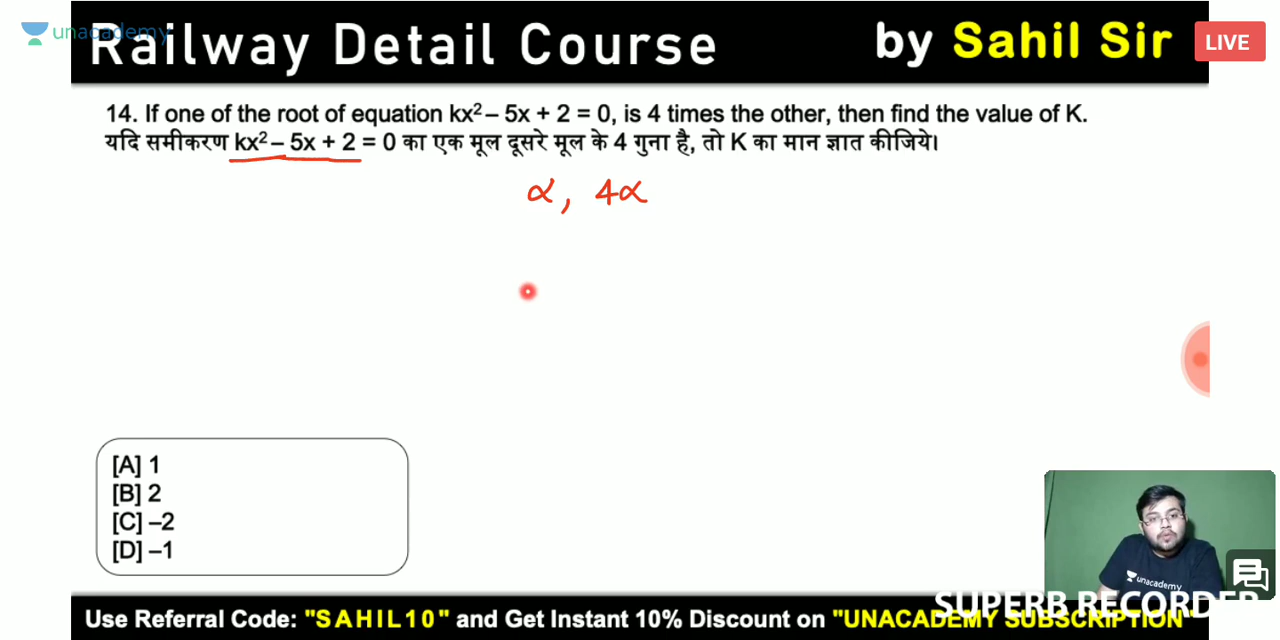 unacademy
Railway Detail Course by Sahil Sir LIVE
14. If one of the root of equation kx² – 5x + 2 = 0, is 4 times the other, then find the value of K.
यदि समीकरण kx² – 5x + 2 = 0 का एक मूल दूसरे मूल के 4 गुना है, तो K का मान ज्ञात कीजिये।
α, 4α
[A] 1
[B] 2
[C] –2
[D] –1
unacademy
SUPERB RECORDER
Use Referral Code: "SAHIL10" and Get Instant 10% Discount on "UNACADEMY SUBSCRIPTION"